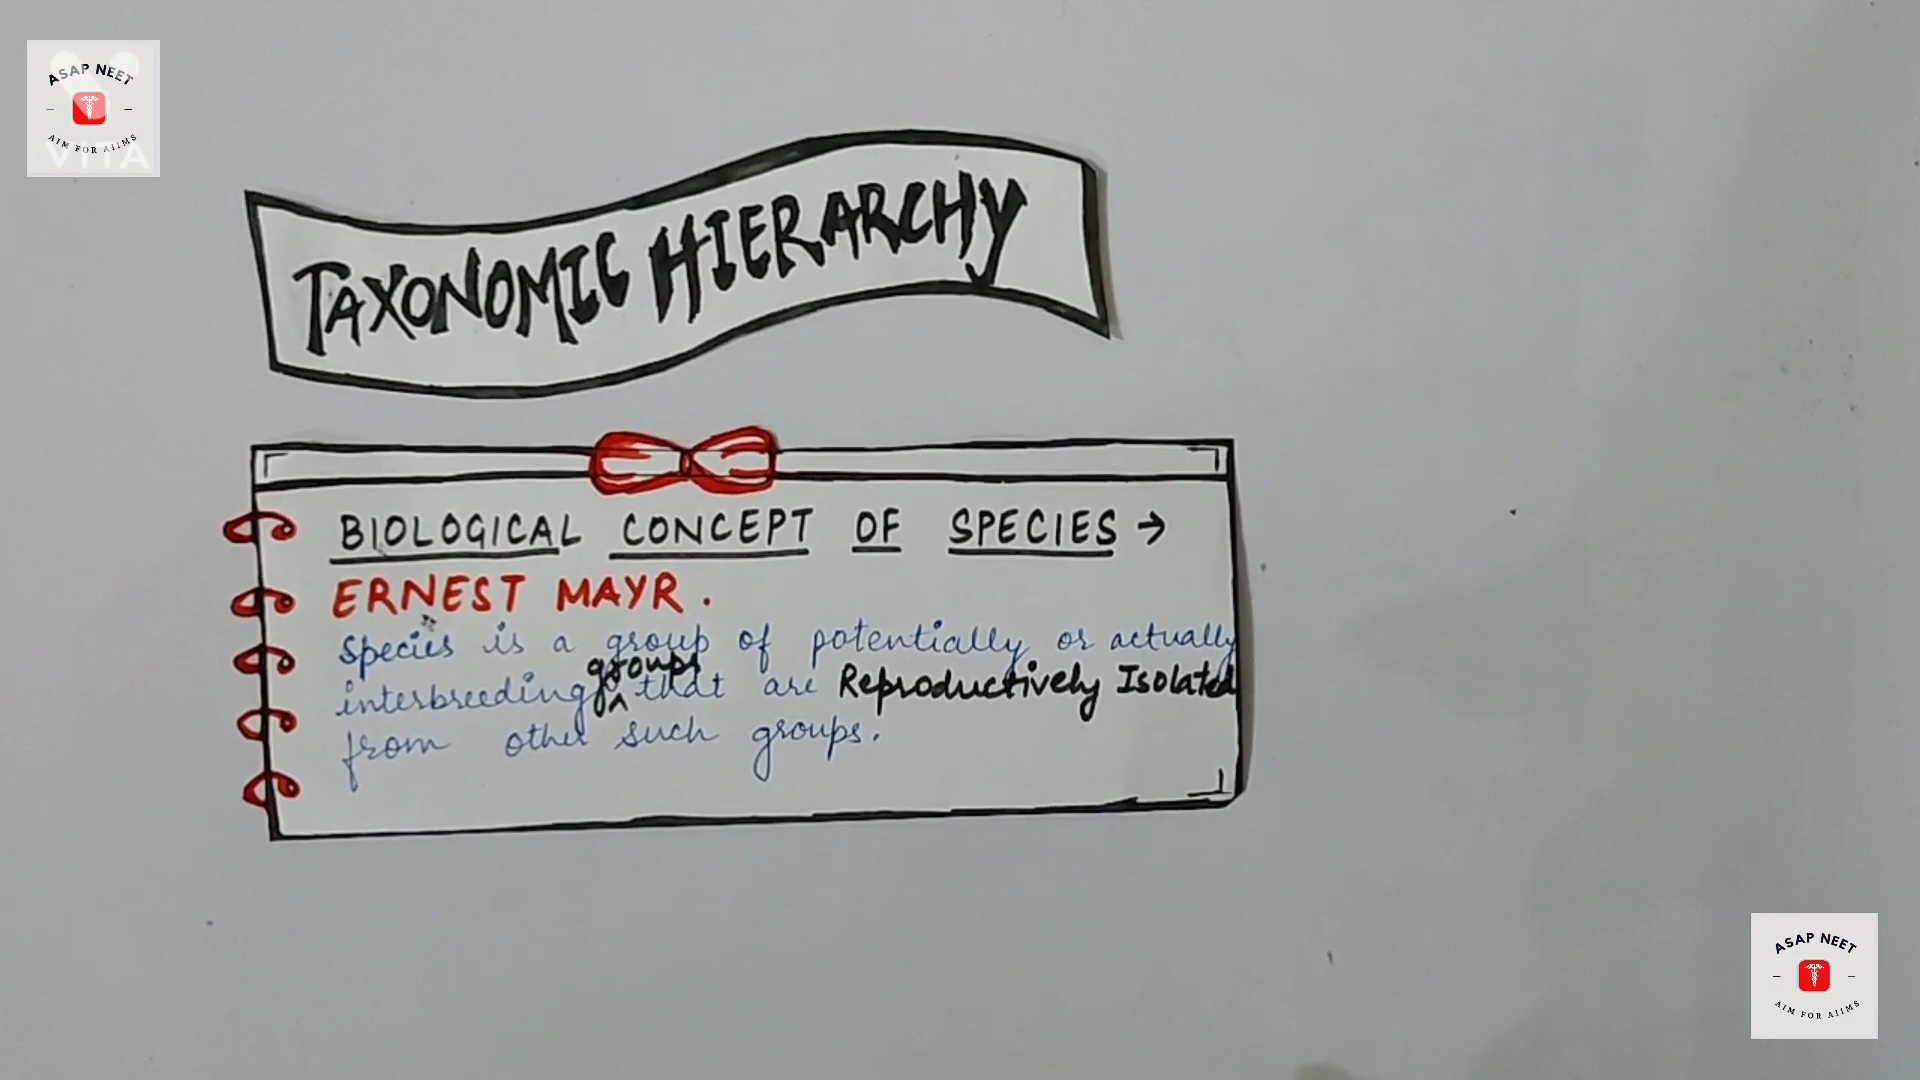 ASAP NEET
AIM FOR AIIMS
VITA
TAXONOMIC HIERARCHY
BIOLOGICAL CONCEPT OF SPECIES →
ERNEST MAYR.
Species is a group of potentially or actually
interbreeding groups that are Reproductively Isolated
from other such groups.
ASAP NEET
AIM FOR AIIMS